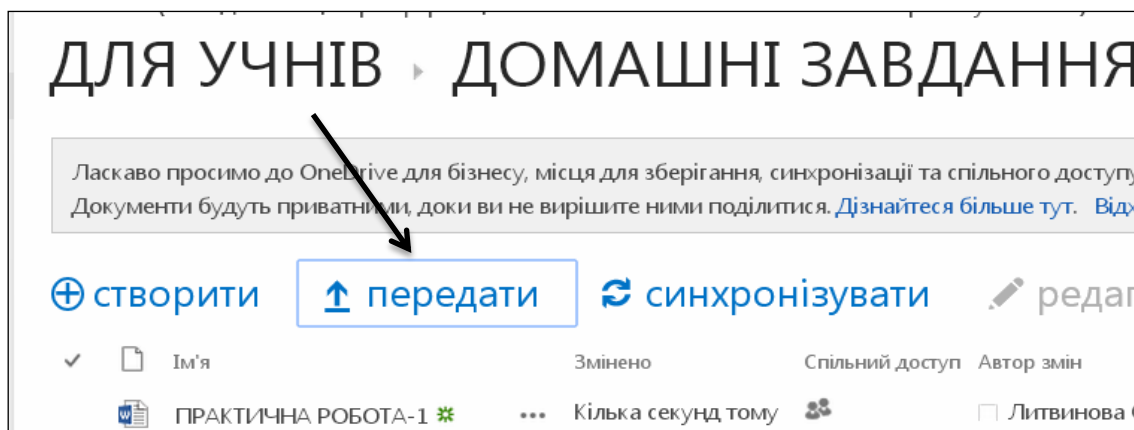 ДЛЯ УЧНІВ ▸ ДОМАШНІ ЗАВДАННЯ
Ласкаво просимо до OneDrive для бізнесу, місця для зберігання, синхронізації та спільного доступу
Документи будуть приватними, доки ви не вирішите ними поділитися. Дізнайтеся більше тут.
створити передати синхронізувати
Ім'я Змінено Спільний доступ Автор змін
ПРАКТИЧНА РОБОТА-1 ••• Кілька секунд тому Литвинова